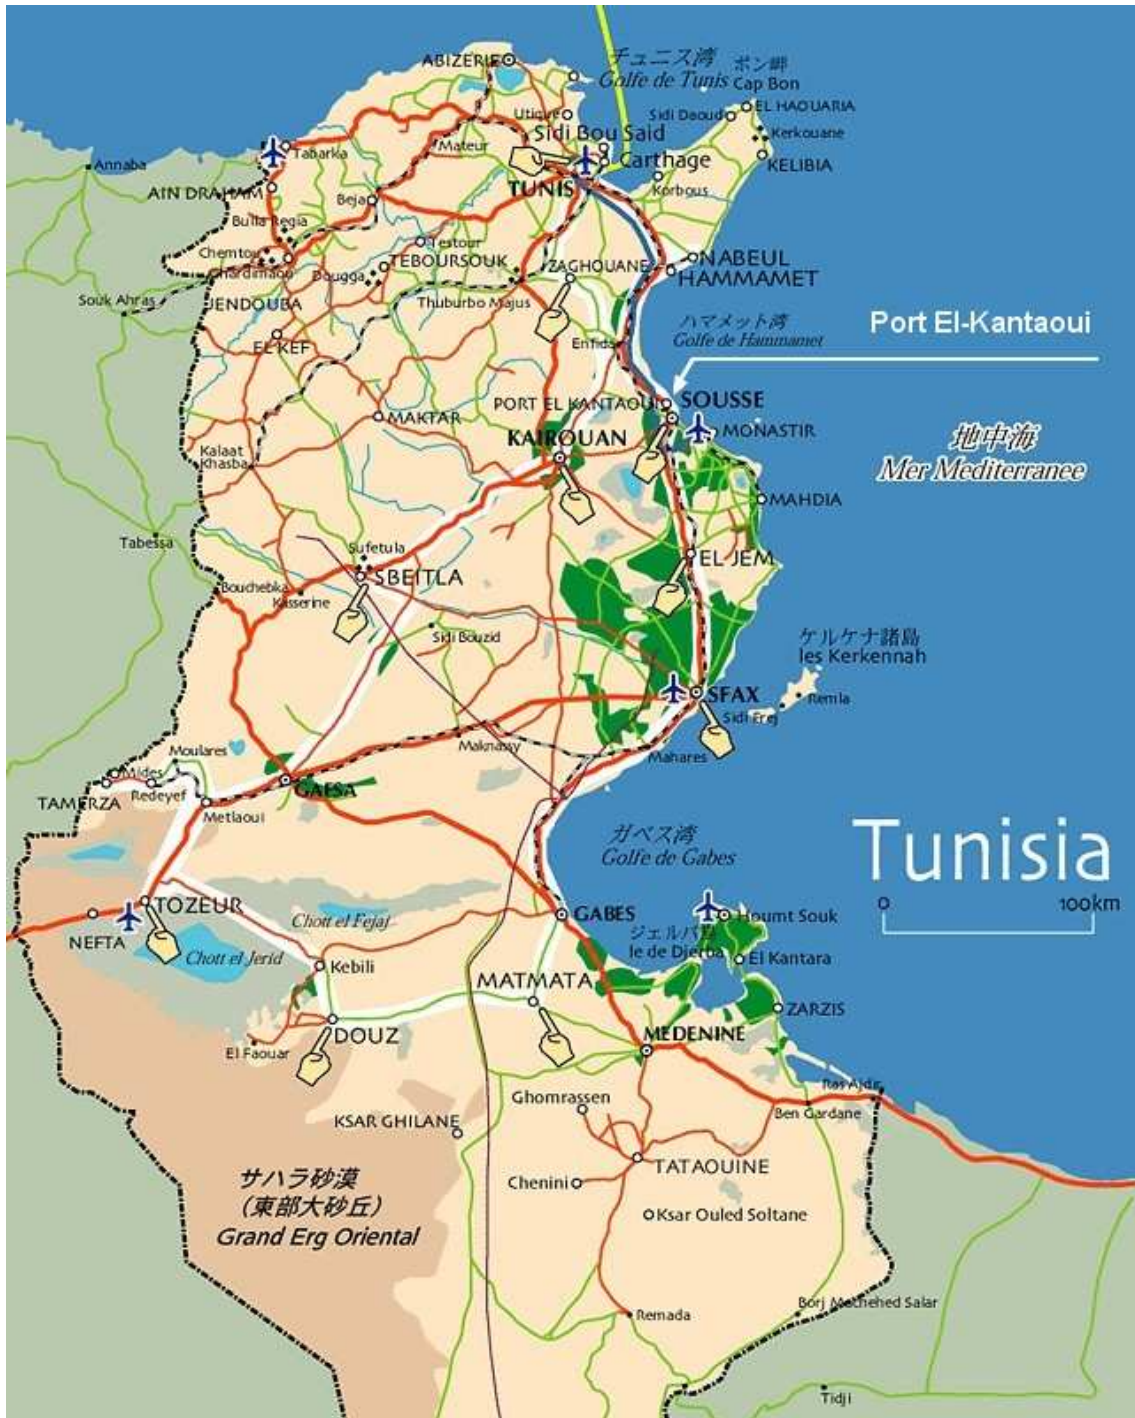 チュニス湾
Golfe de Tunis
ボン岬
Cap Bon
ABIZERIE
Utique
Sidi Daoud
EL HAOUARIA
Kerkouane
KELIBIA
Sidi Bou Said
Carthage
TUNIS
Korbous
Mateur
Tabarka
Annaba
AIN DRAHAM
Beja
Bulla Regia
Chemtou
Ghardimaou
Testour
TEBOURSOUK
Dougga
Thuburbo Majus
ZAGHOUANE
NABEUL
HAMMAMET
Souk Ahras
JENDOUBA
EL KEF
Enfida
ハマメット湾
Golfe de Hammamet
Port El-Kantaoui
PORT EL KANTAOUI
SOUSSE
MONASTIR
MAKTAR
KAIROUAN
Kalaat
Khasba
地中海
Mer Mediterranee
MAHDIA
Tabessa
Sufetula
SBEITLA
EL JEM
Bouchebka
Kasserine
Sidi Bouzid
ケルケナ諸島
les Kerkennah
Remla
Sidi Erej
SFAX
Maknassy
Mahares
Moulares
Mides
Redeyef
TAMERZA
Metlaoui
GAFSA
ガベス湾
Golfe de Gabes
Tunisia
0
100km
TOZEUR
NEFTA
Chott el Fejaj
Chott el Jerid
Kebili
GABES
Houmt Souk
ジェルバ島
le de Djerba
El Kantara
MATMATA
ZARZIS
DOUZ
El Faouar
MEDENINE
Ras Ajdir
Ben Gardane
Ghomrassen
KSAR GHILANE
TATAOUINE
Chenini
Ksar Ouled Soltane
サハラ砂漠
（東部大砂丘）
Grand Erg Oriental
Remada
Borj Mechehed Salar
Tidji